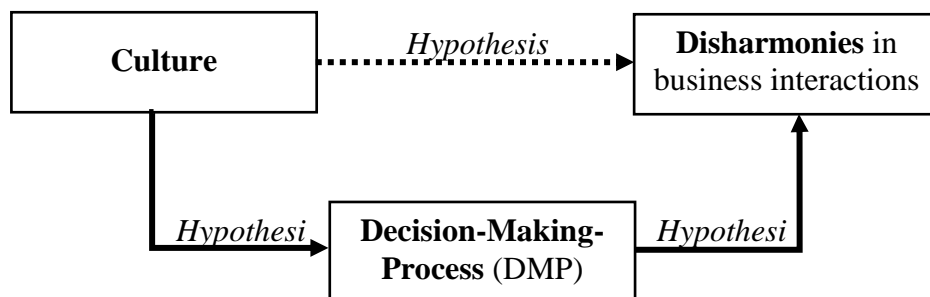 Culture
Hypothesis
Disharmonies in
business interactions
Hypothesi
Decision-Making-
Process (DMP)
Hypothesi